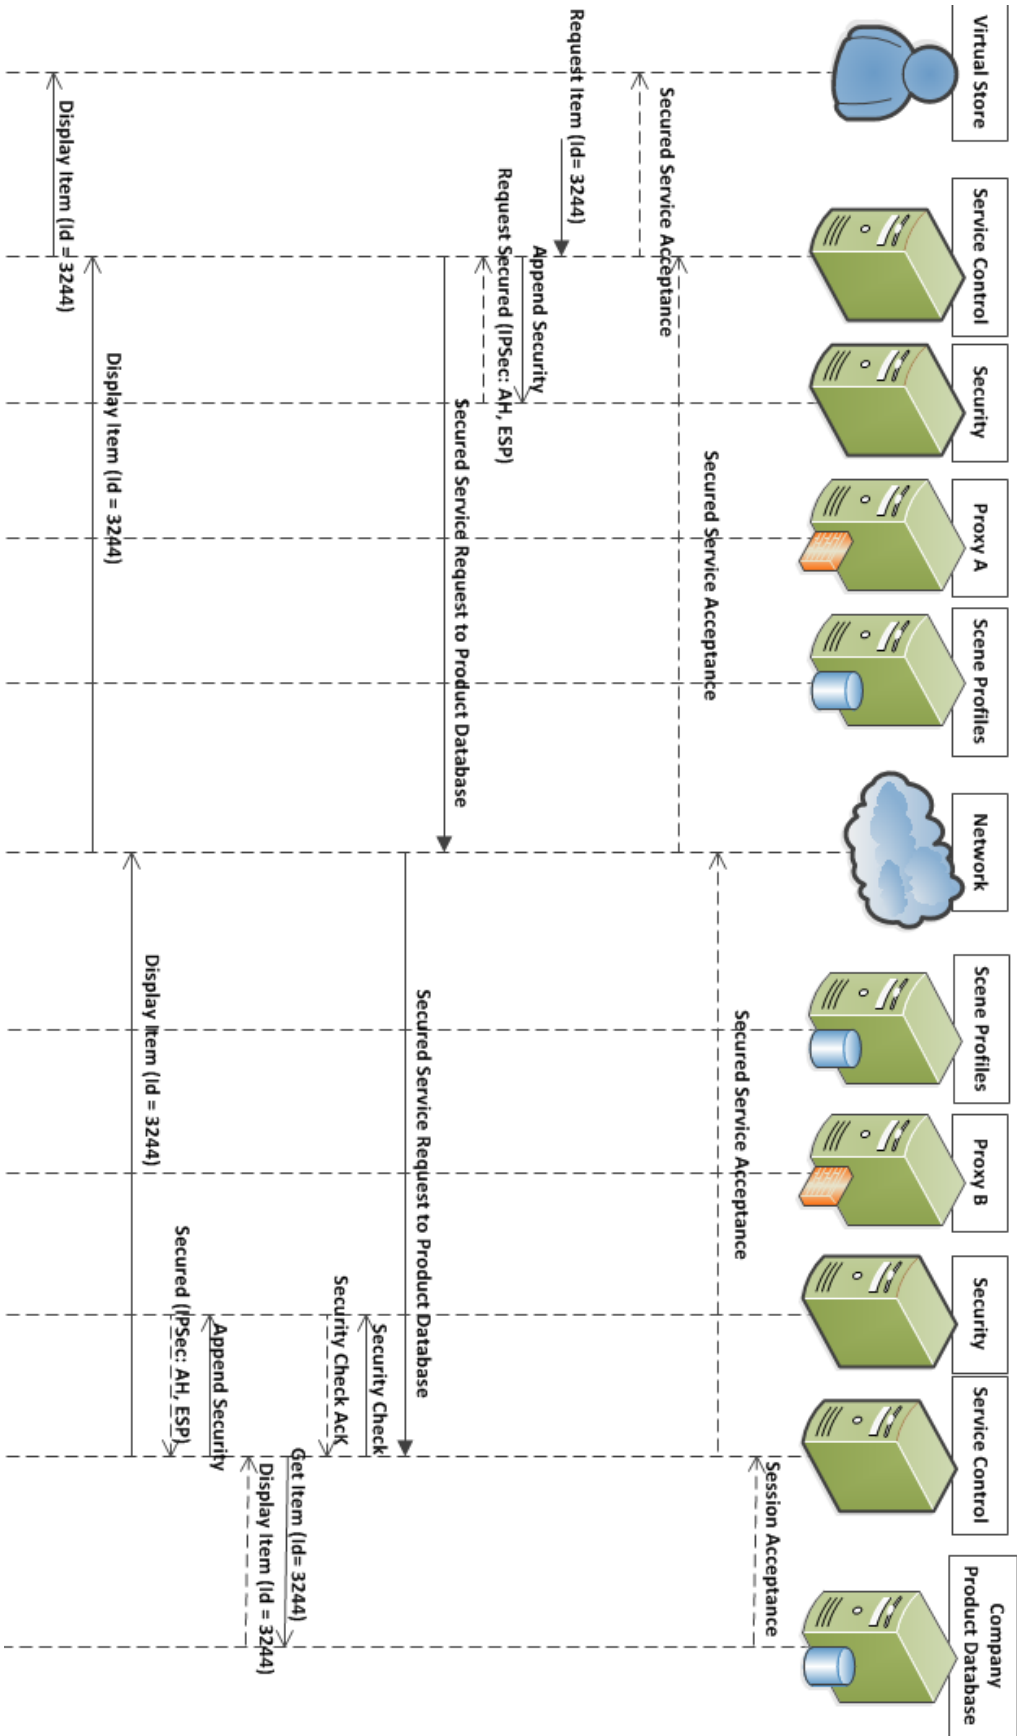 Virtual Store
Service Control
Security
Proxy A
Scene Profiles
Network
Scene Profiles
Proxy B
Security
Service Control
Company
Product Database
Session Acceptance
Secured Service Acceptance
Secured Service Acceptance
Secured Service Acceptance
Request Item (Id= 3244)
Append Security
Request Secured (IPSec: AH, ESP)
Secured Service Request to Product Database
Secured Service Request to Product Database
Security Check
Security Check AcK
Get Item (Id= 3244)
Display Item (Id = 3244)
Append Security
Secured (IPSec: AH, ESP)
Display Item (Id = 3244)
Display Item (Id = 3244)
Display Item (Id = 3244)